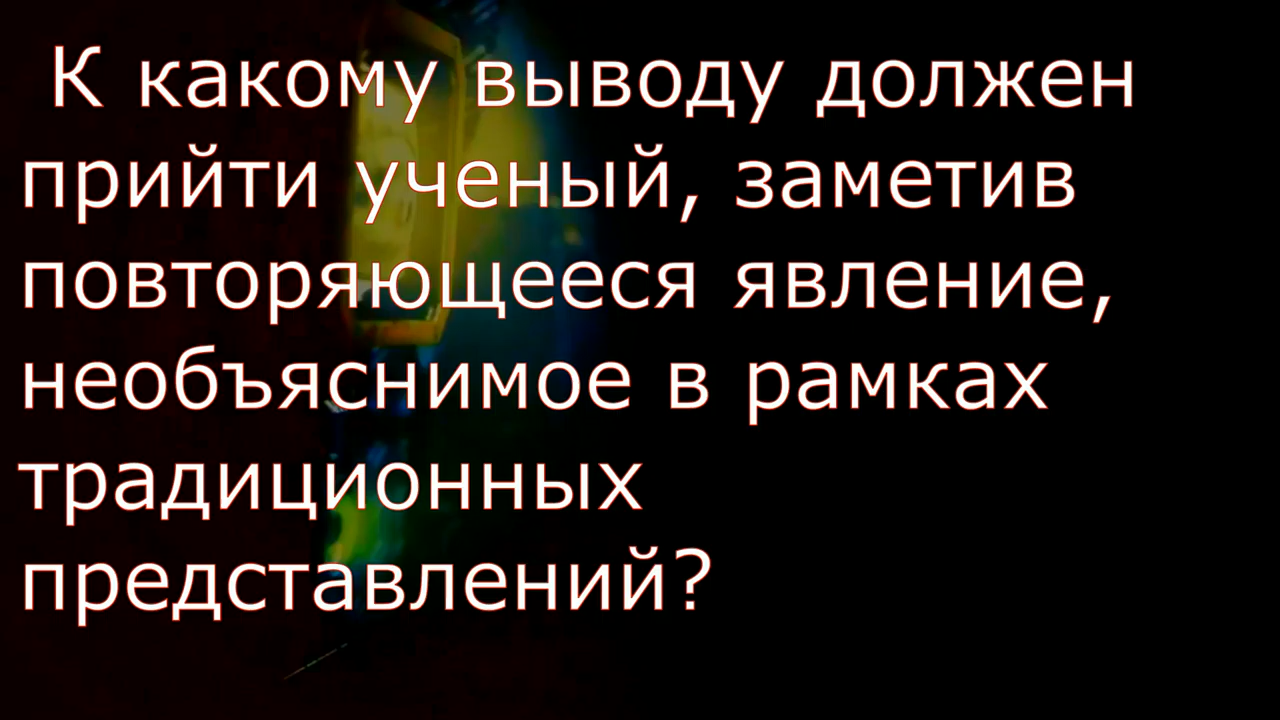 К какому выводу должен
прийти ученый, заметив
повторяющееся явление,
необъяснимое в рамках
традиционных
представлений?